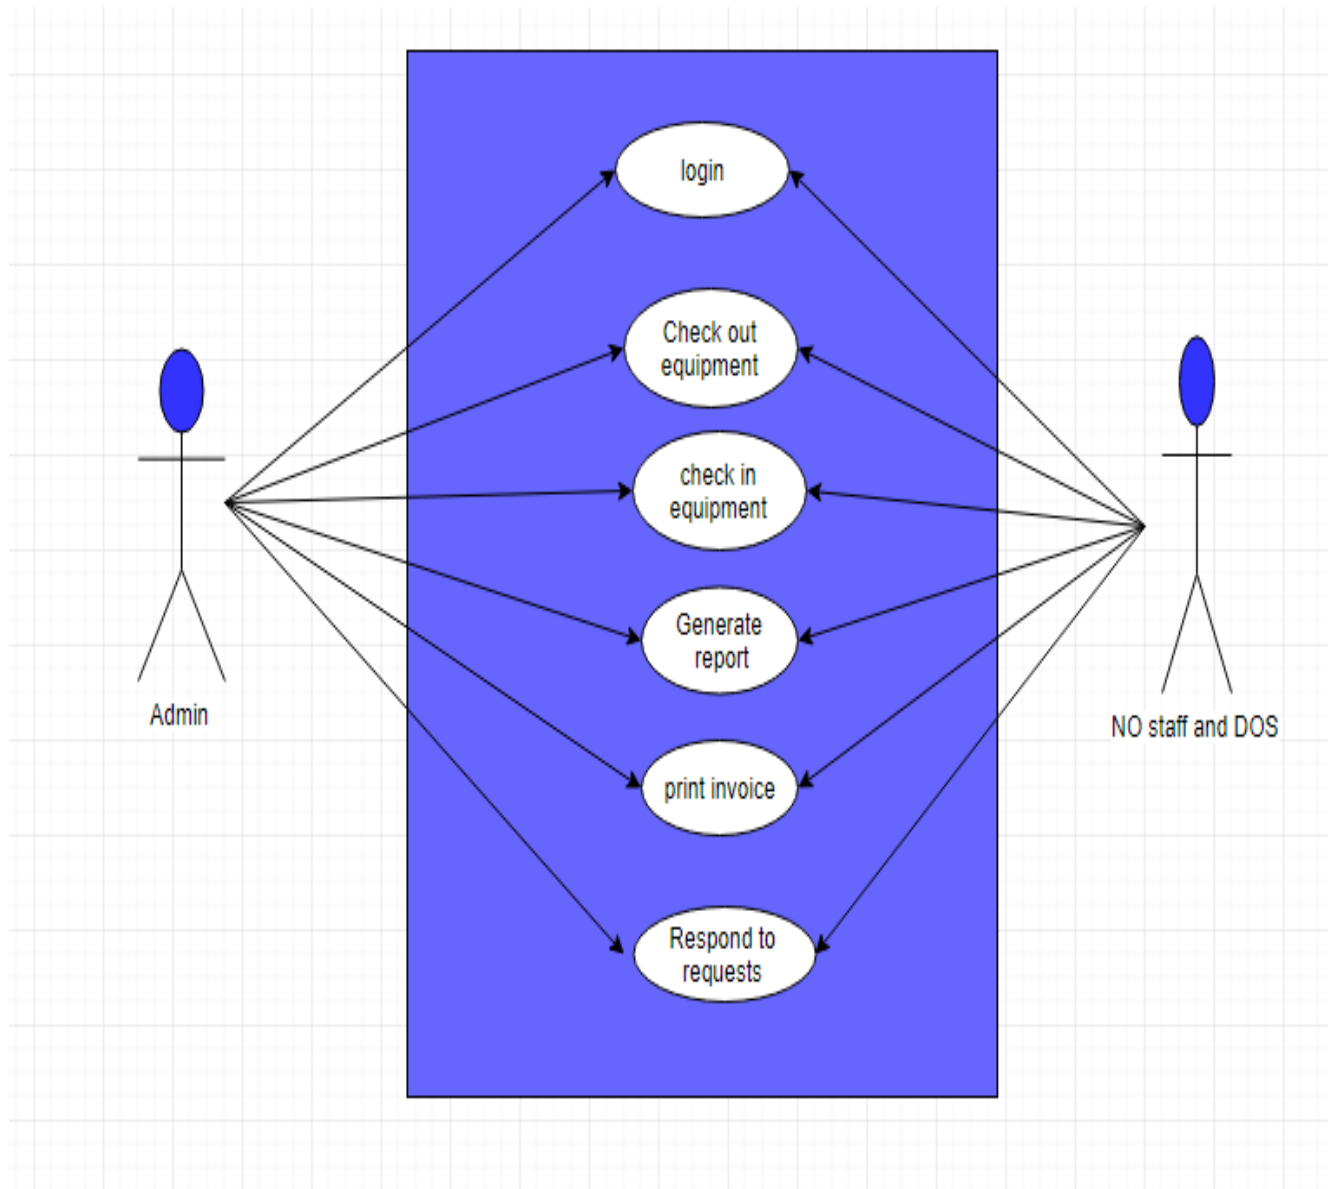 login
Check out
equipment
check in
equipment
Generate
report
Admin
NO staff and DOS
print invoice
Respond to
requests